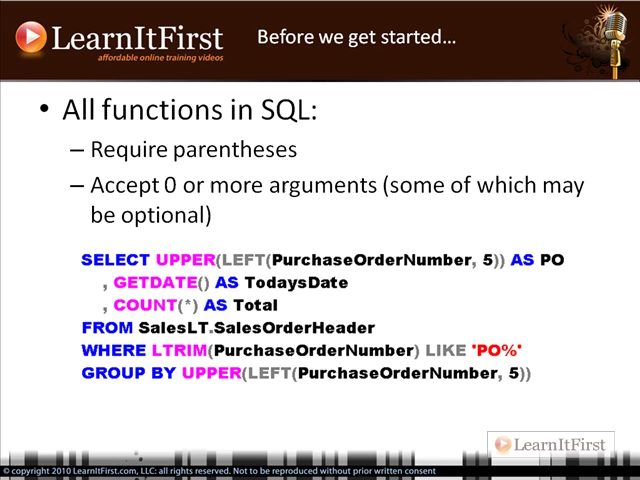 LearnItFirst
affordable online training videos
Before we get started…
• All functions in SQL:
– Require parentheses
– Accept 0 or more arguments (some of which may
be optional)
SELECT UPPER(LEFT(PurchaseOrderNumber, 5)) AS PO
, GETDATE() AS TodaysDate
, COUNT(*) AS Total
FROM SalesLT.SalesOrderHeader
WHERE LTRIM(PurchaseOrderNumber) LIKE 'PO%'
GROUP BY UPPER(LEFT(PurchaseOrderNumber, 5))
LearnItFirst
© copyright 2010 LearnItFirst.com, LLC: all rights reserved. Not to be reproduced without prior written consent